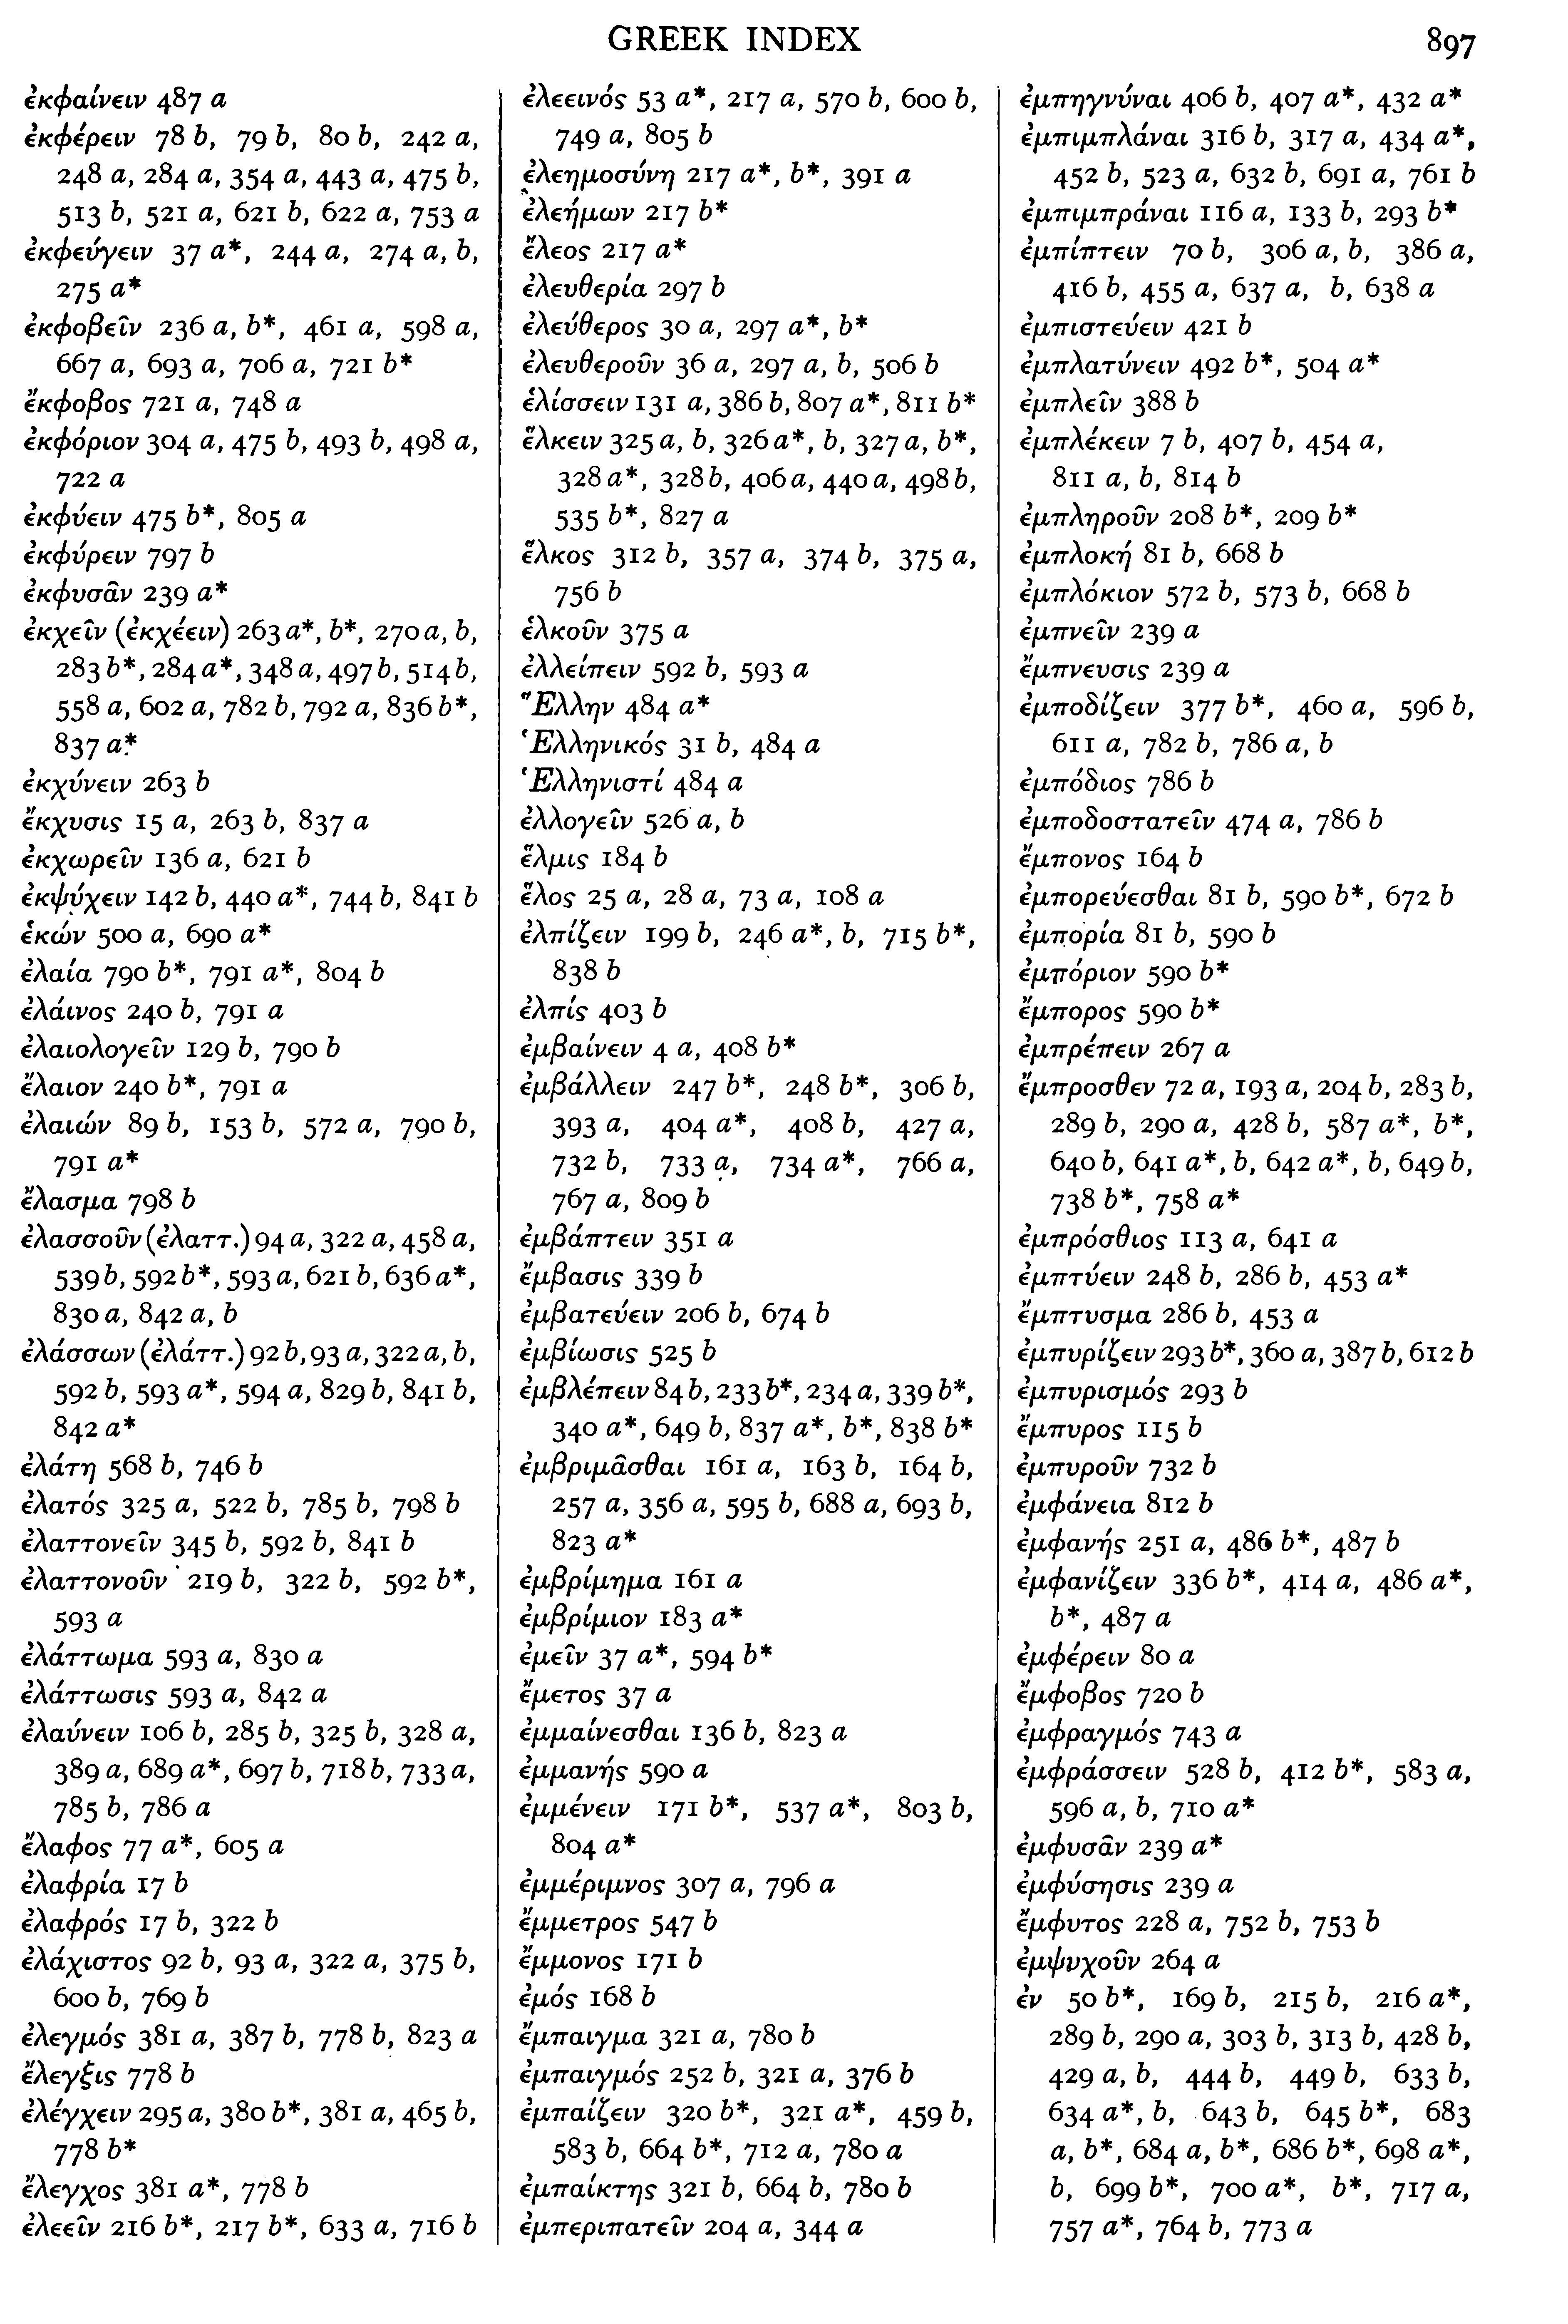 GREEK INDEX
897
ἐκφαίνειν 487 a
ἐκφέρειν 78 b, 79 b, 80 b, 242 a,
248 a, 284 a, 354 a, 443 a, 475 b,
513 b, 521 a, 621 b, 622 a, 753 a
ἐκφεύγειν 37 a*, 244 a, 274 a, b,
275 a*
ἐκφοβεῖν 236 a, b*, 461 a, 598 a,
667 a, 693 a, 706 a, 721 b*
ἔκφοβος 721 a, 748 a
ἐκφόριον 304 a, 475 b, 493 b, 498 a,
722 a
ἐκφύειν 475 b*, 805 a
ἐκφύρειν 797 b
ἐκφυσᾶν 239 a*
ἐκχεῖν (ἐκχέειν) 263 a*, b*, 270 a, b,
283 b*, 284 a*, 348 a, 497 b, 514 b,
558 a, 602 a, 782 b, 792 a, 836 b*,
837 a*
ἐκχύνειν 263 b
ἔκχυσις 15 a, 263 b, 837 a
ἐκχωρεῖν 136 a, 621 b
ἐκψύχειν 142 b, 440 a*, 744 b, 841 b
ἑκών 500 a, 690 a*
ἐλαία 790 b*, 791 a*, 804 b
ἐλάινος 240 b, 791 a
ἐλαιολογεῖν 129 b, 790 b
ἔλαιον 240 b*, 791 a
ἐλαιών 89 b, 153 b, 572 a, 790 b,
791 a*
ἔλασμα 798 b
ἐλασσοῦν (ἐλαττ.) 94 a, 322 a, 458 a,
539 b, 592 b*, 593 a, 621 b, 636 a*,
830 a, 842 a, b
ἐλάσσων (ἐλάττ.) 92 b, 93 a, 322 a, b,
592 b, 593 a*, 594 a, 829 b, 841 b,
842 a*
ἐλάτη 568 b, 746 b
ἐλατός 325 a, 522 b, 785 b, 798 b
ἐλαττονεῖν 345 b, 592 b, 841 b
ἐλαττονοῦν 219 b, 322 b, 592 b*,
593 a
ἐλάττωμα 593 a, 830 a
ἐλάττωσις 593 a, 842 a
ἐλαύνειν 106 b, 285 b, 325 b, 328 a,
389 a, 689 a*, 697 b, 718 b, 733 a,
785 b, 786 a
ἔλαφος 77 a*, 605 a
ἐλαφρία 17 b
ἐλαφρός 17 b, 322 b
ἐλάχιστος 92 b, 93 a, 322 a, 375 b,
600 b, 769 b
ἐλεγμός 381 a, 387 b, 778 b, 823 a
ἔλεγξις 778 b
ἐλέγχειν 295 a, 380 b*, 381 a, 465 b,
778 b*
ἔλεγχος 381 a*, 778 b
ἐλεεῖν 216 b*, 217 b*, 633 a, 716 b
ἐλεεινός 53 a*, 217 a, 570 b, 600 b,
749 a, 805 b
ἐλεημοσύνη 217 a*, b*, 391 a
ἐλεήμων 217 b*
ἔλεος 217 a*
ἐλευθερία 297 b
ἐλεύθερος 30 a, 297 a*, b*
ἐλευθεροῦν 36 a, 297 a, b, 506 b
ἑλίσσειν 131 a, 386 b, 807 a*, 811 b*
ἕλκειν 325 a, b, 326 a*, b, 327 a, b*,
328 a*, 328 b, 406 a, 440 a, 498 b,
535 b*, 827 a
ἕλκος 312 b, 357 a, 374 b, 375 a,
756 b
ἑλκοῦν 375 a
ἐλλείπειν 592 b, 593 a
Ἕλλην 484 a*
Ἑλληνικός 31 b, 484 a
Ἑλληνιστί 484 a
ἐλλογεῖν 526 a, b
ἕλμις 184 b
ἕλος 25 a, 28 a, 73 a, 108 a
ἐλπίζειν 199 b, 246 a*, b, 715 b*,
838 b
ἐλπίς 403 b
ἐμβαίνειν 4 a, 408 b*
ἐμβάλλειν 247 b*, 248 b*, 306 b,
393 a, 404 a*, 408 b, 427 a,
732 b, 733 a, 734 a*, 766 a,
767 a, 809 b
ἐμβάπτειν 351 a
ἔμβασις 339 b
ἐμβατεύειν 206 b, 674 b
ἐμβίωσις 525 b
ἐμβλέπειν 84 b, 233 b*, 234 a, 339 b*,
340 a*, 649 b, 837 a*, b*, 838 b*
ἐμβριμᾶσθαι 161 a, 163 b, 164 b,
257 a, 356 a, 595 b, 688 a, 693 b,
823 a*
ἐμβρίμημα 161 a
ἐμβρίμιον 183 a*
ἐμεῖν 37 a*, 594 b*
ἔμετος 37 a
ἐμμαίνεσθαι 136 b, 823 a
ἐμμανής 590 a
ἐμμένειν 171 b*, 537 a*, 803 b,
804 a*
ἐμμέριμνος 307 a, 796 a
ἔμμετρος 547 b
ἔμμονος 171 b
ἐμός 168 b
ἔμπαιγμα 321 a, 780 b
ἐμπαιγμός 252 b, 321 a, 376 b
ἐμπαίζειν 320 b*, 321 a*, 459 b,
583 b, 664 b*, 712 a, 780 a
ἐμπαίκτης 321 b, 664 b, 780 b
ἐμπεριπατεῖν 204 a, 344 a
ἐμπηγνύναι 406 b, 407 a*, 432 a*
ἐμπιμπλάναι 316 b, 317 a, 434 a*,
452 b, 523 a, 632 b, 691 a, 761 b
ἐμπιμπράναι 116 a, 133 b, 293 b*
ἐμπίπτειν 70 b, 306 a, b, 386 a,
416 b, 455 a, 637 a, b, 638 a
ἐμπιστεύειν 421 b
ἐμπλατύνειν 492 b*, 504 a*
ἐμπλεῖν 388 b
ἐμπλέκειν 7 b, 407 b, 454 a,
811 a, b, 814 b
ἐμπληροῦν 208 b*, 209 b*
ἐμπλοκή 81 b, 668 b
ἐμπλόκιον 572 b, 573 b, 668 b
ἐμπνεῖν 239 a
ἔμπνευσις 239 a
ἐμποδίζειν 377 b*, 460 a, 596 b,
611 a, 782 b, 786 a, b
ἐμπόδιος 786 b
ἐμποδοστατεῖν 474 a, 786 b
ἔμπονος 164 b
ἐμπορεύεσθαι 81 b, 590 b*, 672 b
ἐμπορία 81 b, 590 b
ἐμπόριον 590 b*
ἔμπορος 590 b*
ἐμπρέπειν 267 a
ἔμπροσθεν 72 a, 193 a, 204 b, 283 b,
289 b, 290 a, 428 b, 587 a*, b*,
640 b, 641 a*, b, 642 a*, b, 649 b,
738 b*, 758 a*
ἐμπρόσθιος 113 a, 641 a
ἐμπτύειν 248 b, 286 b, 453 a*
ἔμπτυσμα 286 b, 453 a
ἐμπυρίζειν 293 b*, 360 a, 387 b, 612 b
ἐμπυρισμός 293 b
ἔμπυρος 115 b
ἐμπυροῦν 732 b
ἐμφάνεια 812 b
ἐμφανής 251 a, 486 b*, 487 b
ἐμφανίζειν 336 b*, 414 a, 486 a*,
b*, 487 a
ἐμφέρειν 80 a
ἔμφοβος 720 b
ἐμφραγμός 743 a
ἐμφράσσειν 528 b, 412 b*, 583 a,
596 a, b, 710 a*
ἐμφυσᾶν 239 a*
ἐμφύσησις 239 a
ἔμφυτος 228 a, 752 b, 753 b
ἐμψυχοῦν 264 a
ἐν 50 b*, 169 b, 215 b, 216 a*,
289 b, 290 a, 303 b, 313 b, 428 b,
429 a, b, 444 b, 449 b, 633 b,
634 a*, b, 643 b, 645 b*, 683
a, b*, 684 a, b*, 686 b*, 698 a*,
b, 699 b*, 700 a*, b*, 717 a,
757 a*, 764 b, 773 a